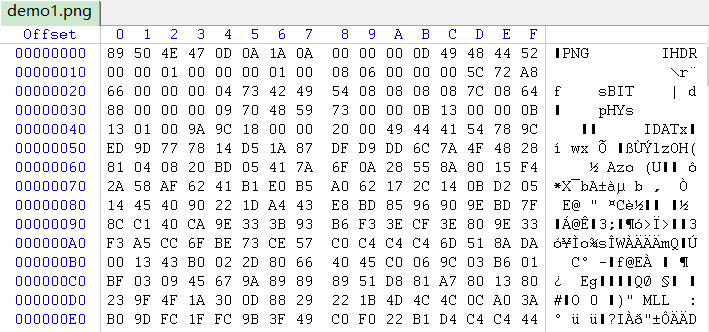 demo1.png
Offset 0 1 2 3 4 5 6 7 8 9 A B C D E F
00000000 89 50 4E 47 0D 0A 1A 0A 00 00 00 0D 49 48 44 52 PNG IHDR
00000010 00 00 01 00 00 00 01 00 08 06 00 00 00 5C 72 A8 \r¨
00000020 66 00 00 00 04 73 42 49 54 08 08 08 08 7C 08 64 f sBIT | d
00000030 88 00 00 00 09 70 48 59 73 00 00 0B 13 00 00 0B pHYs
00000040 13 01 00 9A 9C 18 00 00 20 00 49 44 41 54 78 9C IDATx
00000050 ED 9D 77 78 14 D5 1A 87 DF D9 DD 6C 7A 4F 48 28 í wx Õ ßÙÝlzOH(
00000060 81 04 08 20 BD 05 41 7A 6F 0A 28 55 8A 80 15 F4 ½ Azo (U ô
00000070 2A 58 AF 62 41 B1 E0 B5 A0 62 17 2C 14 0B D2 05 *X¯bA±àµ b , Ò
00000080 14 45 40 90 22 1D A4 43 E8 BD 85 96 90 9E BD 7F E@ " ¤Cè½ ½
00000090 8C C1 40 CA 9E 33 3B 93 B6 F3 3E CF 3E 80 9E 33 Á@Ê 3; ¶ó>Ï> 3
000000A0 F3 A5 CC 6F BE 73 CE 57 C0 C4 C4 C4 6D 51 8A DA ó¥Ìo¾sÎWÀÄÄÄmQ Ú
000000B0 00 13 43 B0 02 2D 80 66 40 45 C0 06 9C 03 B6 01 C° - f@EÀ ¶
000000C0 BF 03 09 45 67 9A 89 89 89 51 D8 81 A7 80 13 80 ¿ Eg QØ §
000000D0 23 9F 4F 1A 30 0D 88 29 22 1B 4D 4C 4C 0C A0 3A #O 0 )" MLL :
000000E0 B0 9D FC 1F FC 9B 3F 49 C0 F0 22 B1 D4 C4 C4 44 ° ü ü ?IÀð"±ÔÄÄD